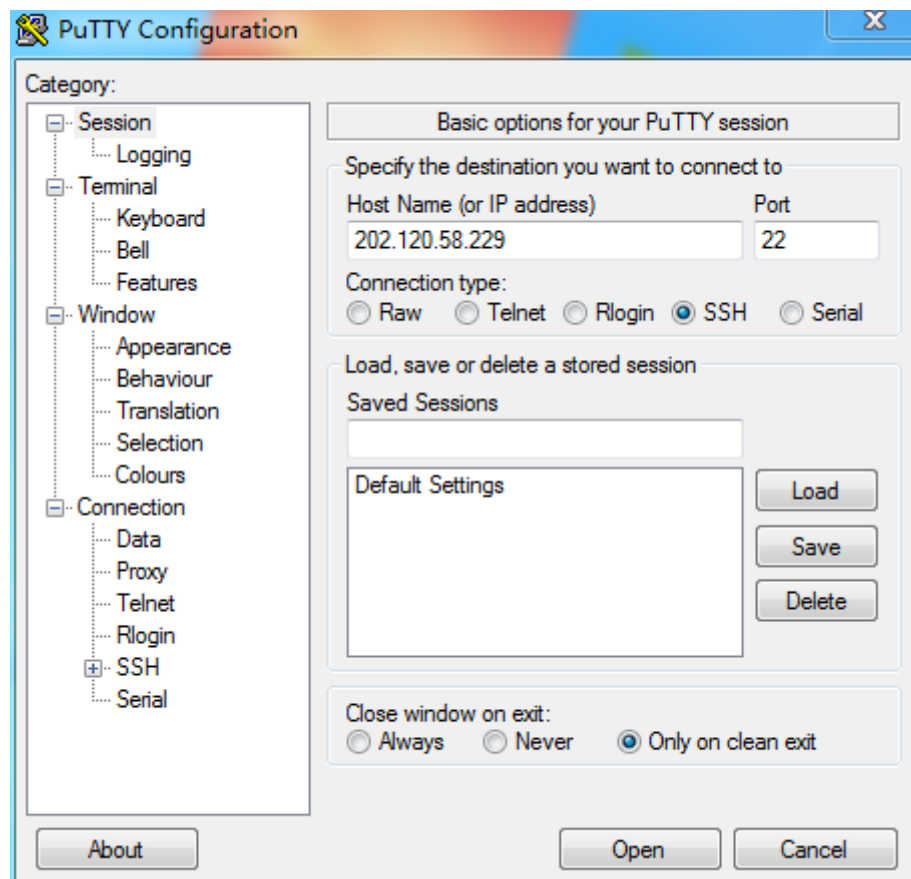 PuTTY Configuration
Category:
Session
Logging
Terminal
Keyboard
Bell
Features
Window
Appearance
Behaviour
Translation
Selection
Colours
Connection
Data
Proxy
Telnet
Rlogin
SSH
Serial
Basic options for your PuTTY session
Specify the destination you want to connect to
Host Name (or IP address) Port
202.120.58.229 22
Connection type:
Raw Telnet Rlogin SSH Serial
Load, save or delete a stored session
Saved Sessions
Default Settings
Load
Save
Delete
Close window on exit:
Always Never Only on clean exit
About Open Cancel